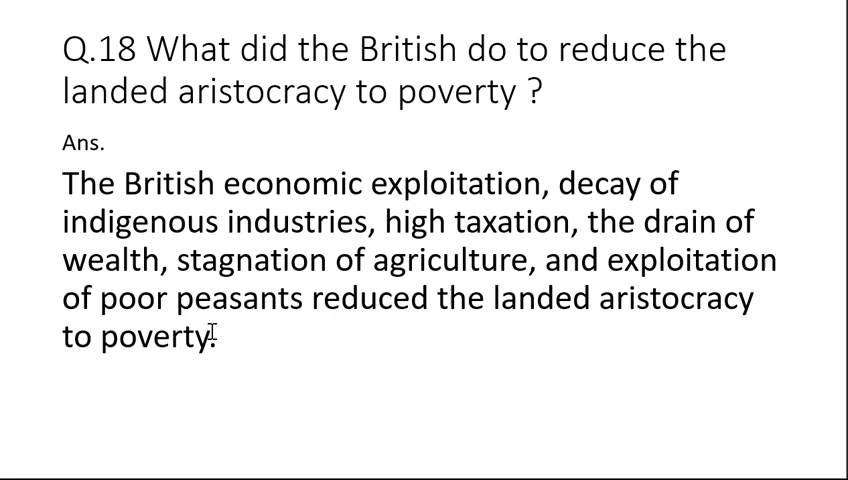 Q.18 What did the British do to reduce the
landed aristocracy to poverty ?
Ans.
The British economic exploitation, decay of
indigenous industries, high taxation, the drain of
wealth, stagnation of agriculture, and exploitation
of poor peasants reduced the landed aristocracy
to poverty.